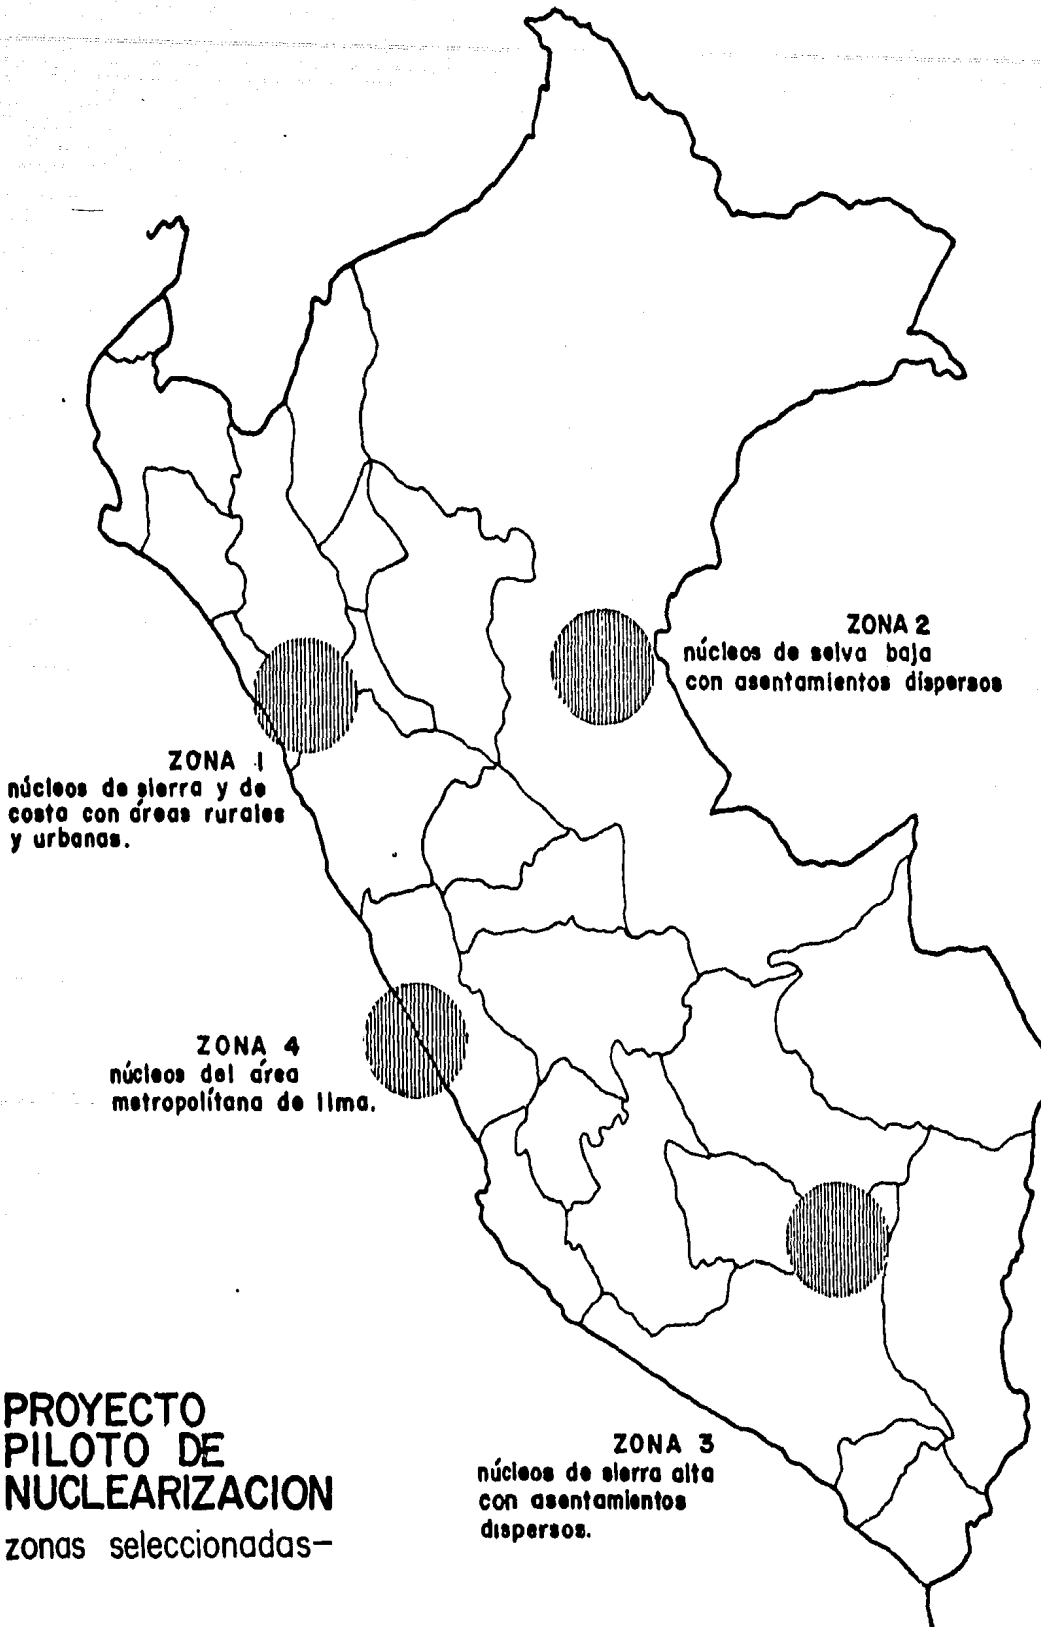 ZONA 2
núcleos de selva baja
con asentamientos dispersos
ZONA 1
núcleos de sierra y de
costa con áreas rurales
y urbanas.
ZONA 4
núcleos del área
metropolítana de lima.
ZONA 3
núcleos de sierra alta
con asentamientos
dispersos.
PROYECTO
PILOTO DE
NUCLEARIZACION
zonas seleccionadas-